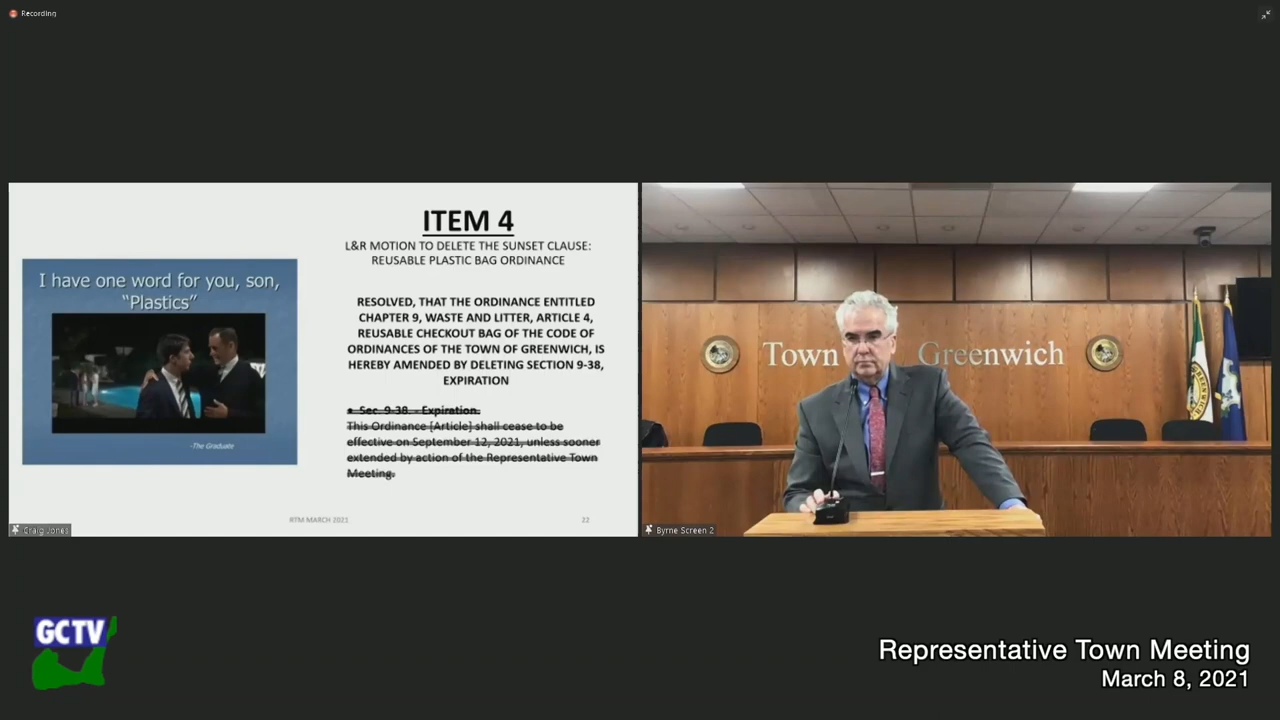 Recording
ITEM 4
L&R MOTION TO DELETE THE SUNSET CLAUSE:
REUSABLE PLASTIC BAG ORDINANCE
I have one word for you, son,
"Plastics"
-The Graduate
RESOLVED, THAT THE ORDINANCE ENTITLED
CHAPTER 9, WASTE AND LITTER, ARTICLE 4,
REUSABLE CHECKOUT BAG OF THE CODE OF
ORDINANCES OF THE TOWN OF GREENWICH, IS
HEREBY AMENDED BY DELETING SECTION 9-38,
EXPIRATION
• Sec. 9-38. - Expiration.
This Ordinance [Article] shall cease to be
effective on September 12, 2021, unless sooner
extended by action of the Representative Town
Meeting.
RTM MARCH 2021
22
Craig Jones
Town Greenwich
Byrne Screen 2
GCTV
Representative Town Meeting
March 8, 2021